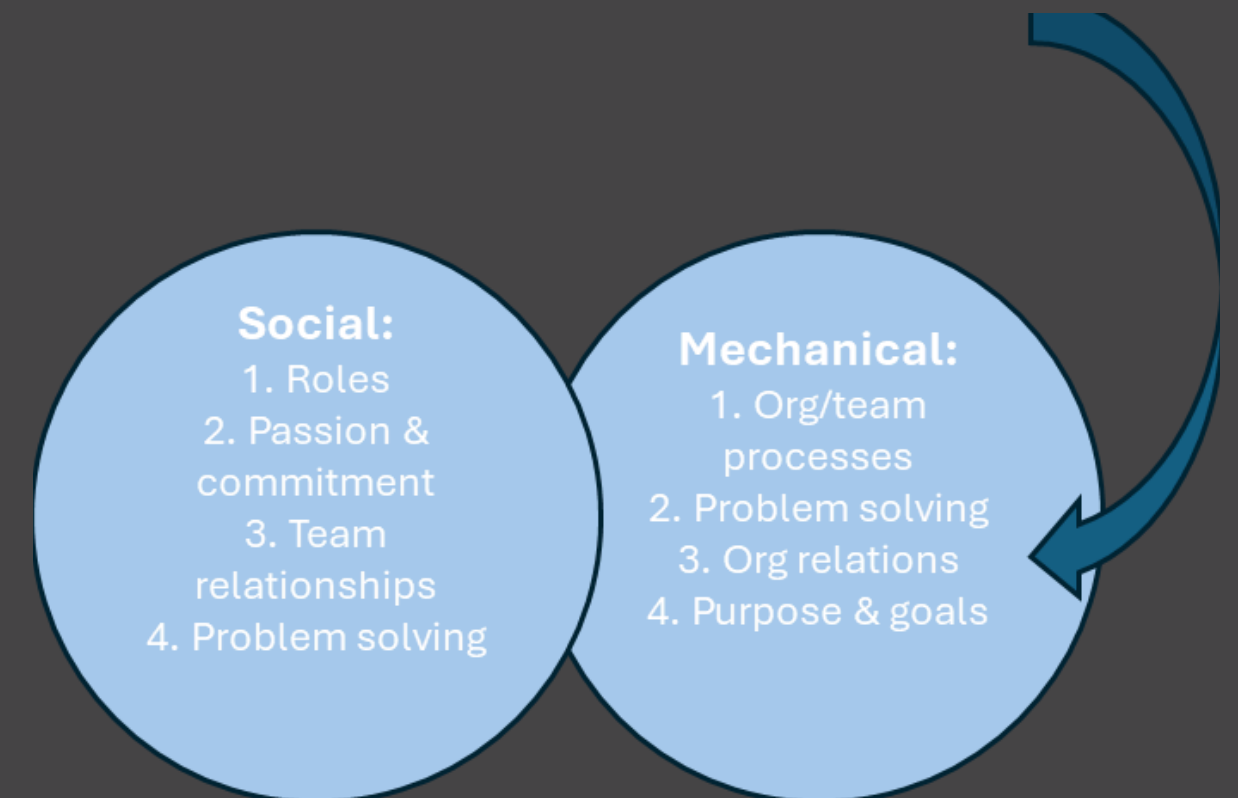 Social:
1. Roles
2. Passion &
commitment
3. Team
relationships
4. Problem solving
Mechanical:
1. Org/team
processes
2. Problem solving
3. Org relations
4. Purpose & goals